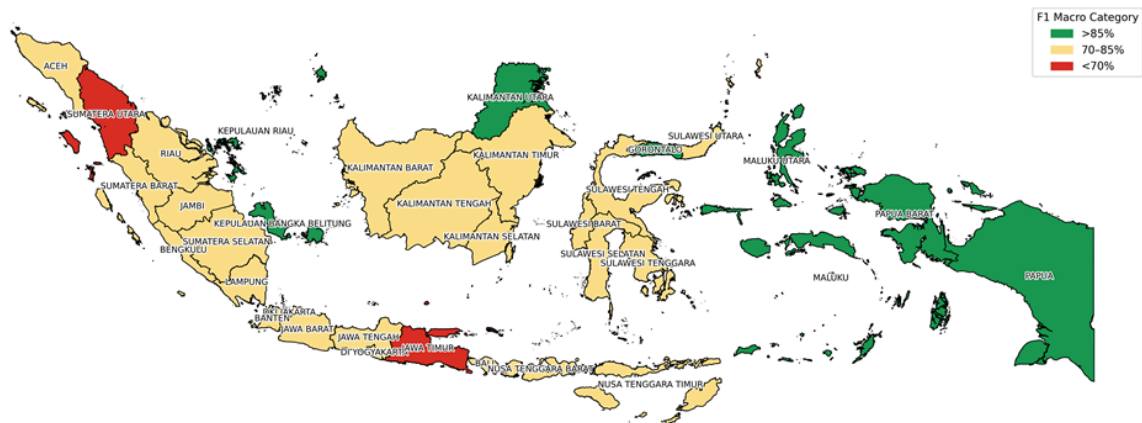 F1 Macro Category
>85%
70–85%
<70%
ACEH
SUMATERA UTARA
KEPULAUAN RIAU
RIAU
SUMATERA BARAT
JAMBI
KEPULAUAN BANGKA BELITUNG
SUMATERA SELATAN
BENGKULU
LAMPUNG
KALIMANTAN UTARA
KALIMANTAN BARAT
KALIMANTAN TIMUR
KALIMANTAN TENGAH
KALIMANTAN SELATAN
SULAWESI UTARA
GORONTALO
SULAWESI TENGAH
SULAWESI BARAT
SULAWESI SELATAN
SULAWESI TENGGARA
MALUKU UTARA
PAPUA BARAT
MALUKU
PAPUA
DKI JAKARTA
BANTEN
JAWA BARAT
JAWA TENGAH
DI YOGYAKARTA
JAWA TIMUR
BALI
NUSA TENGGARA BARAT
NUSA TENGGARA TIMUR